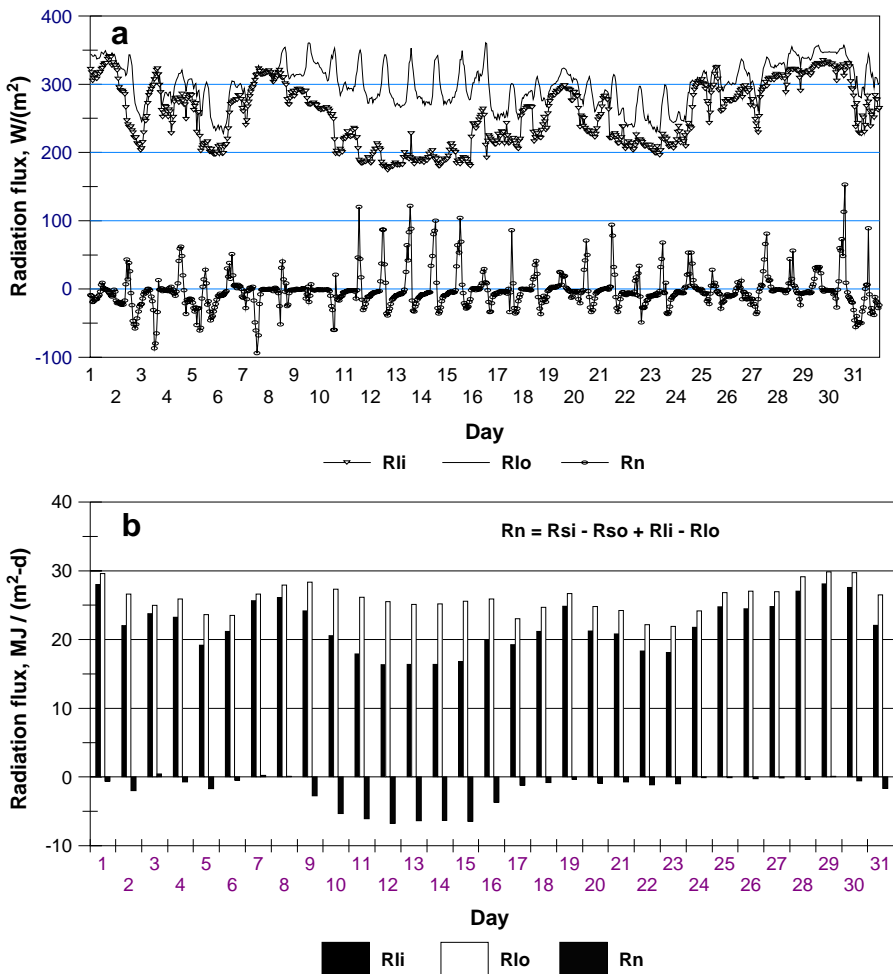 a
Radiation flux, W/(m²)
400
300
200
100
0
-100
1 3 5 7 9 11 13 15 17 19 21 23 25 27 29 31
2 4 6 8 10 12 14 16 18 20 22 24 26 28 30
Day
Rli Rlo Rn
b
Rn = Rsi - Rso + Rli - Rlo
Radiation flux, MJ / (m²-d)
40
30
20
10
0
-10
1 3 5 7 9 11 13 15 17 19 21 23 25 27 29 31
2 4 6 8 10 12 14 16 18 20 22 24 26 28 30
Day
Rli Rlo Rn